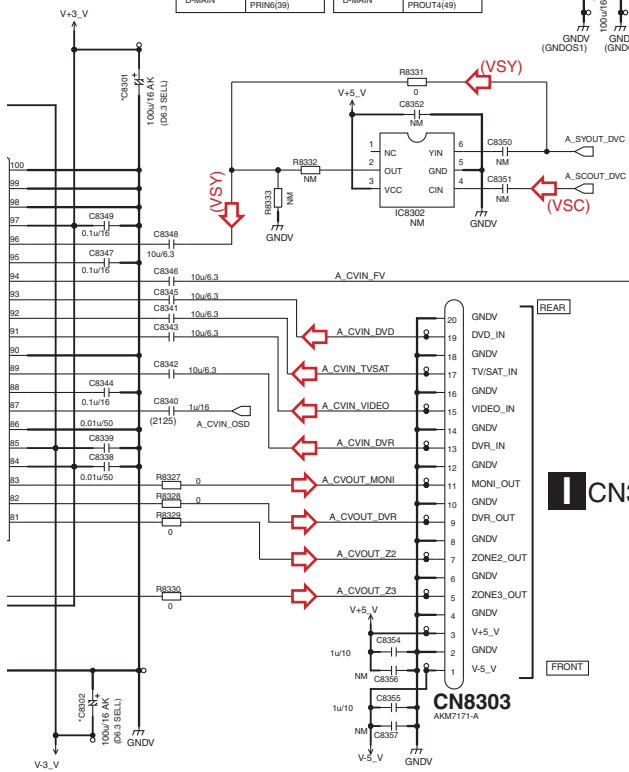 D-MAIN
PRIN6(39)
D-MAIN
PROUT4(49)
100u/16
GNDV
(GNDOS1)
V+3_V
*C8301
100u/16 AK
(D6.3 SELL)
+
R8331
0
(VSY)
V+5_V
C8352
NM
A_SYOUT_DVC
1
NC
YIN
6
C8350
NM
R8332
NM
2
OUT
GND
5
3
VCC
CIN
4
C8351
NM
A_SCOUT_DVC
(VSC)
IC8302
NM
GNDV
R8333
NM
GNDV
(VSY)
100
99
98
97
C8349
0.1u/16
96
C8348
10u/6.3
95
C8347
0.1u/16
94
C8346
10u/6.3
A_CVIN_FV
93
C8345
10u/6.3
92
C8341
10u/6.3
91
C8343
10u/6.3
90
89
C8342
10u/6.3
88
C8344
0.1u/16
87
C8340
(2125)
1u/16
A_CVIN_OSD
86
0.01u/50
85
C8339
84
C8338
0.01u/50
83
R8327
0
82
R8328
0
81
R8329
0
R8330
0
A_CVIN_DVD
A_CVIN_TVSAT
A_CVIN_VIDEO
A_CVIN_DVR
A_CVOUT_MONI
A_CVOUT_DVR
A_CVOUT_Z2
A_CVOUT_Z3
REAR
20 GNDV
19 DVD_IN
18 GNDV
17 TV/SAT_IN
16 GNDV
15 VIDEO_IN
14 GNDV
13 DVR_IN
12 GNDV
11 MONI_OUT
10 GNDV
9 DVR_OUT
8 GNDV
7 ZONE2_OUT
6 GNDV
5 ZONE3_OUT
4 GNDV
3 V+5_V
2 GNDV
1 V-5_V
FRONT
I
V+5_V
C8354
1u/10
NM
C8356
C8355
1u/10
NM
C8357
V-5_V
GNDV
CN8303
AKM7171-A
*C8302
100u/16 AK
(D6.3 SELL)
+
GNDV
V-3_V